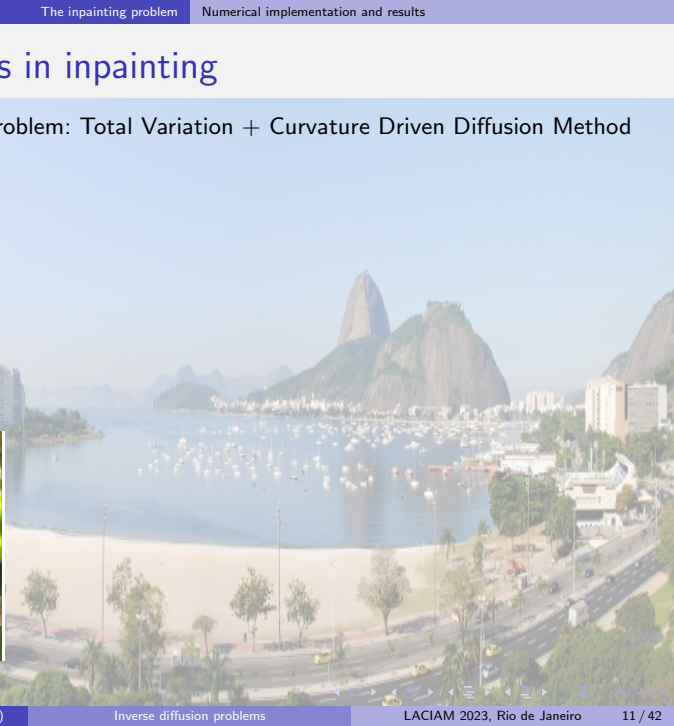 The inpainting problem Numerical implementation and results
s in inpainting
roblem: Total Variation + Curvature Driven Diffusion Method
) Inverse diffusion problems LACIAM 2023, Rio de Janeiro 11 / 42